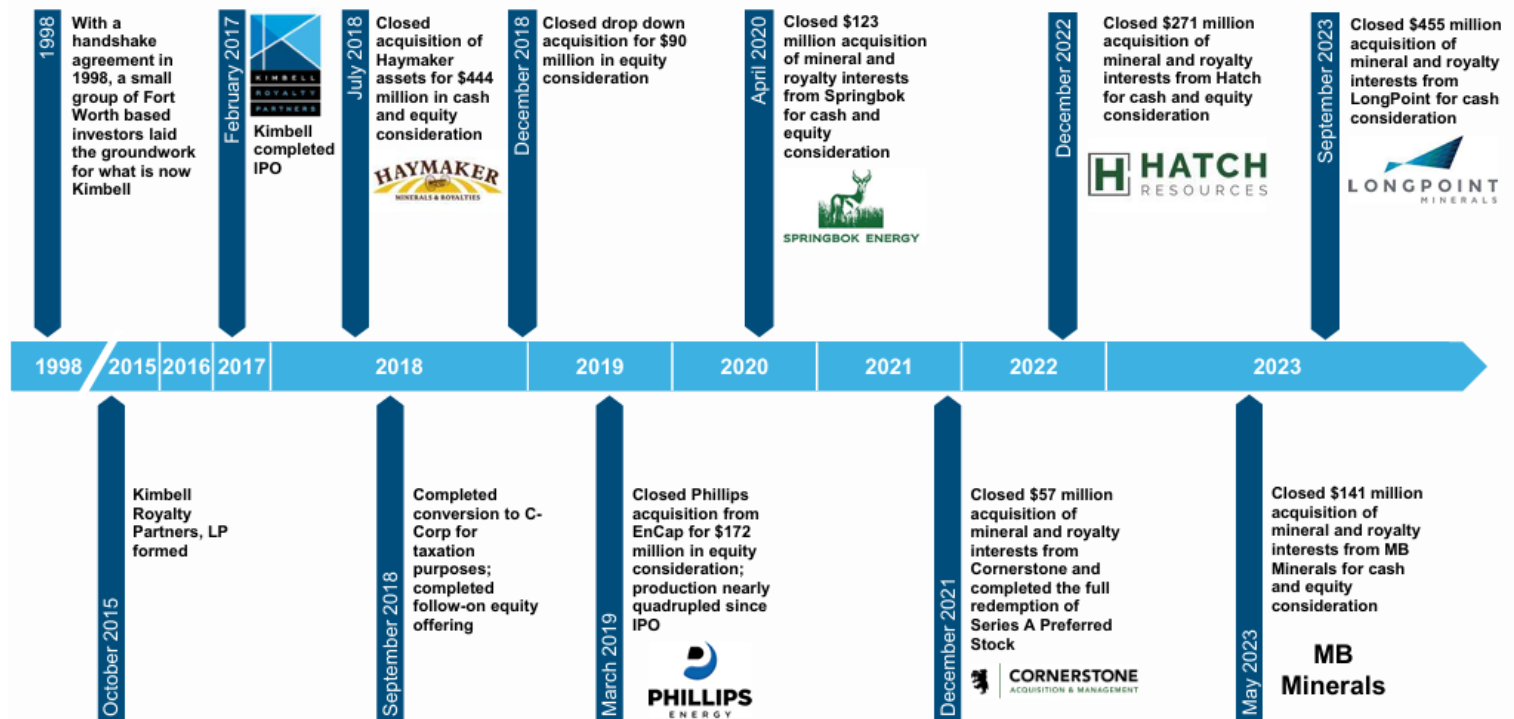 1998
With a
handshake
agreement in
1998, a small
group of Fort
Worth based
investors laid
the groundwork
for what is now
Kimbell
February 2017
KIMBELL
ROYALTY
PARTNERS
Kimbell
completed
IPO
July 2018
Closed
acquisition of
Haymaker
assets for $444
million in cash
and equity
consideration
HAYMAKER
MINERALS & ROYALTIES
December 2018
Closed drop down
acquisition for $90
million in equity
consideration
April 2020
Closed $123
million acquisition
of mineral and
royalty interests
from Springbok
for cash and
equity
consideration
SPRINGBOK ENERGY
December 2022
Closed $271 million
acquisition of
mineral and royalty
interests from Hatch
for cash and equity
consideration
H HATCH
RESOURCES
September 2023
Closed $455 million
acquisition of
mineral and royalty
interests from
LongPoint for cash
consideration
LONGPOINT
MINERALS
1998 2015 2016 2017 2018 2019 2020 2021 2022 2023
October 2015
Kimbell
Royalty
Partners, LP
formed
September 2018
Completed
conversion to C-
Corp for
taxation
purposes;
completed
follow-on equity
offering
March 2019
Closed Phillips
acquisition from
EnCap for $172
million in equity
consideration;
production nearly
quadrupled since
IPO
PHILLIPS
ENERGY
December 2021
Closed $57 million
acquisition of
mineral and royalty
interests from
Cornerstone and
completed the full
redemption of
Series A Preferred
Stock
CORNERSTONE
ACQUISITION & MANAGEMENT
May 2023
Closed $141 million
acquisition of
mineral and royalty
interests from MB
Minerals for cash
and equity
consideration
MB
Minerals